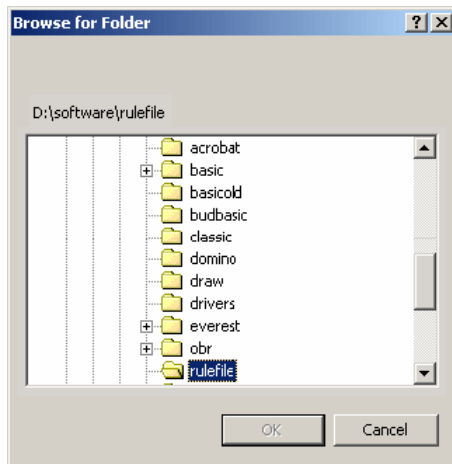 Browse for Folder
D:\software\rulefile
acrobat
basic
basicold
budbasic
classic
domino
draw
drivers
everest
obr
rulefile
OK
Cancel